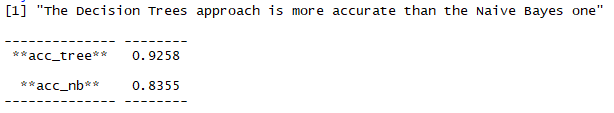 [1] "The Decision Trees approach is more accurate than the Naive Bayes one"
-------------- --------
**acc_tree** 0.9258
**acc_nb** 0.8355
-------------- --------